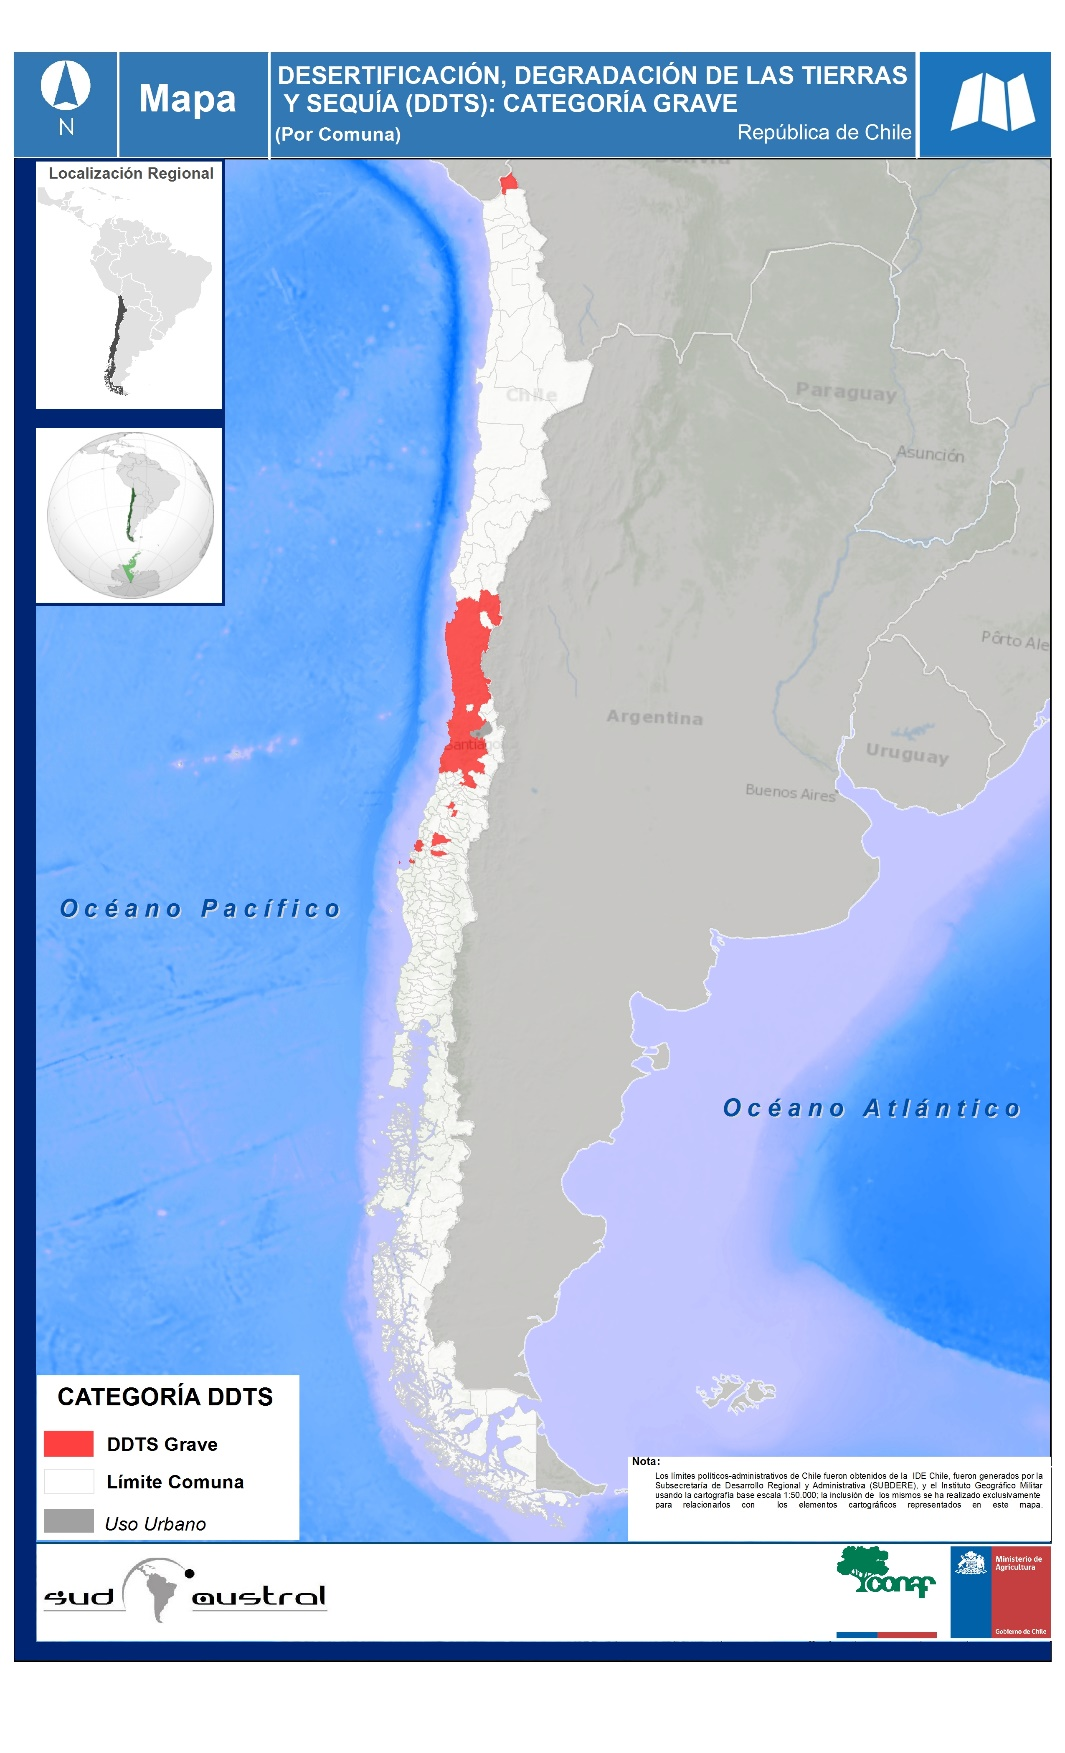 N
Mapa
DESERTIFICACIÓN, DEGRADACIÓN DE LAS TIERRAS
Y SEQUÍA (DDTS): CATEGORÍA GRAVE
(Por Comuna)
República de Chile
Localización Regional
Bolivia
Chile
Paraguay
Asunción
Pôrto Ale
Argentina
Santiago
Uruguay
Buenos Aires
Océano Pacífico
Océano Atlántico
CATEGORÍA DDTS
DDTS Grave
Límite Comuna
Uso Urbano
Nota:
Los límites políticos-administrativos de Chile fueron obtenidos de la IDE Chile, fueron generados por la
Subsecretaría de Desarrollo Regional y Administrativa (SUBDERE), y el Instituto Geográfico Militar
usando la cartografía base escala 1:50.000; la inclusión de los mismos se ha realizado exclusivamente
para relacionarlos con los elementos cartográficos representados en este mapa.
sud austral
conaf
Ministerio de
Agricultura
Gobierno de Chile